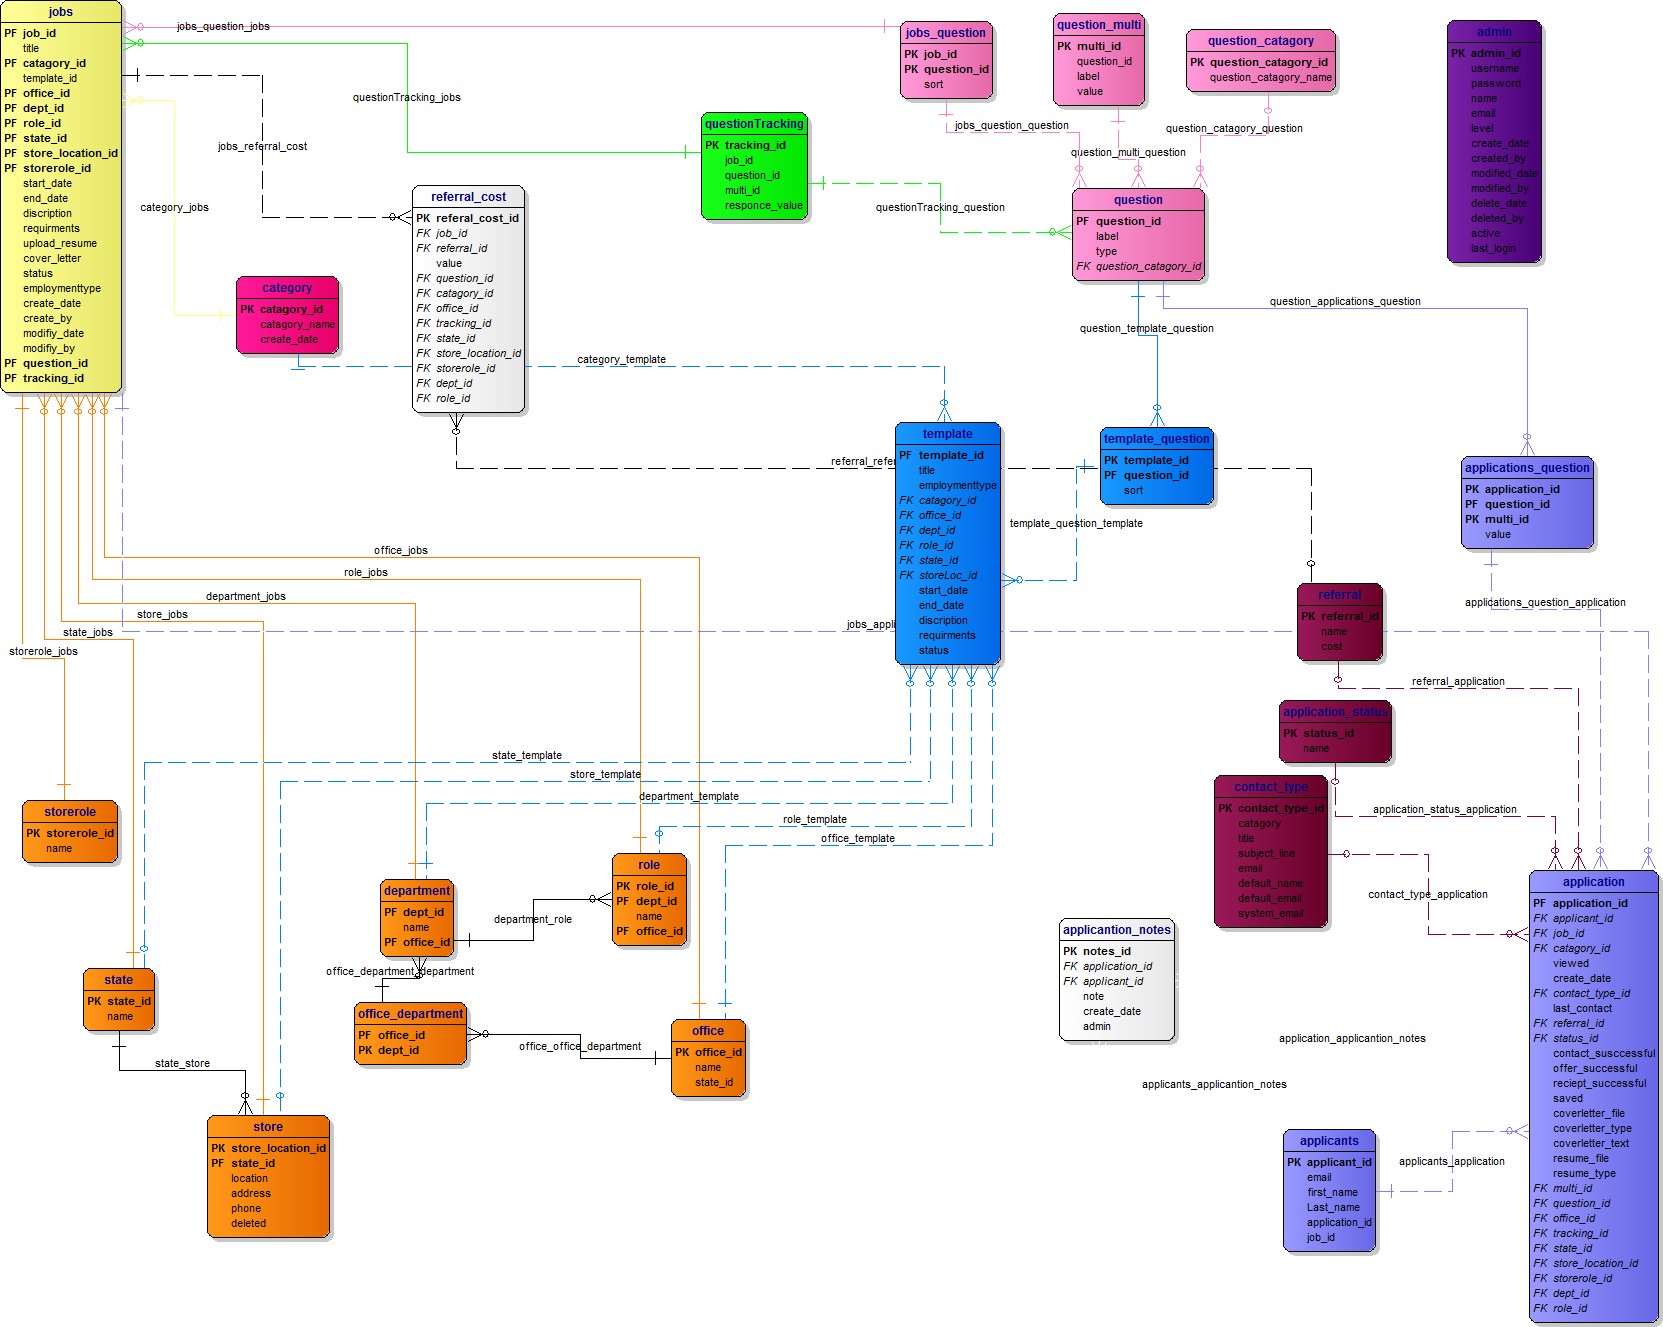 jobs
PF job_id
title
PF catagory_id
template_id
PF office_id
PF dept_id
PF role_id
PF state_id
PF store_location_id
PF storerole_id
start_date
end_date
discription
requirments
upload_resume
cover_letter
status
employmenttype
create_date
create_by
modifiy_date
modifiy_by
PF question_id
PF tracking_id
jobs_question_jobs
questionTracking_jobs
jobs_referral_cost
category_jobs
jobs_question
PK job_id
PK question_id
sort
question_multi
PK multi_id
question_id
label
value
question_catagory
PK question_catagory_id
question_catagory_name
admin
PK admin_id
username
password
name
email
level
create_date
created_by
modified_date
modified_by
delete_date
deleted_by
active
last_login
jobs_question_question
question_multi_question
question_catagory_question
questionTracking
PK tracking_id
job_id
question_id
multi_id
responce_value
questionTracking_question
question
PF question_id
label
type
FK question_catagory_id
referral_cost
PK referal_cost_id
FK job_id
FK referral_id
value
FK question_id
FK catagory_id
FK office_id
FK tracking_id
FK state_id
FK store_location_id
FK storerole_id
FK dept_id
FK role_id
category
PK catagory_id
catagory_name
create_date
category_template
question_template_question
question_applications_question
template
PF template_id
title
employmenttype
FK catagory_id
FK office_id
FK dept_id
FK role_id
FK state_id
FK storeLoc_id
start_date
end_date
discription
requirments
status
template_question
PK template_id
PF question_id
sort
referral_refe
template_question_template
applications_question
PK application_id
PF question_id
PK multi_id
value
applications_question_application
office_jobs
role_jobs
department_jobs
store_jobs
state_jobs
storerole_jobs
jobs_appli
referral
PK referral_id
name
cost
referral_application
application_status
PK status_id
name
application_status_application
contact_type
PK contact_type_id
catagory
title
subject_line
email
default_name
default_email
system_email
contact_type_application
state_template
store_template
department_template
role_template
office_template
storerole
PK storerole_id
name
role
PK role_id
PF dept_id
name
PF office_id
department
PF dept_id
name
PF office_id
department_role
office_department_department
state
PK state_id
name
office_department
PF office_id
PK dept_id
office_office_department
office
PK office_id
name
state_id
state_store
store
PK store_location_id
PF state_id
location
address
phone
deleted
applicantion_notes
PK notes_id
FK application_id
FK applicant_id
note
create_date
admin
application_applicantion_notes
applicants_applicantion_notes
applicants
PK applicant_id
email
first_name
Last_name
application_id
job_id
applicants_application
application
PF application_id
FK applicant_id
FK job_id
FK catagory_id
viewed
create_date
FK contact_type_id
last_contact
FK referral_id
FK status_id
contact_susccessful
offer_successful
reciept_successful
saved
coverletter_file
coverletter_type
coverletter_text
resume_file
resume_type
FK multi_id
FK question_id
FK office_id
FK tracking_id
FK state_id
FK store_location_id
FK storerole_id
FK dept_id
FK role_id